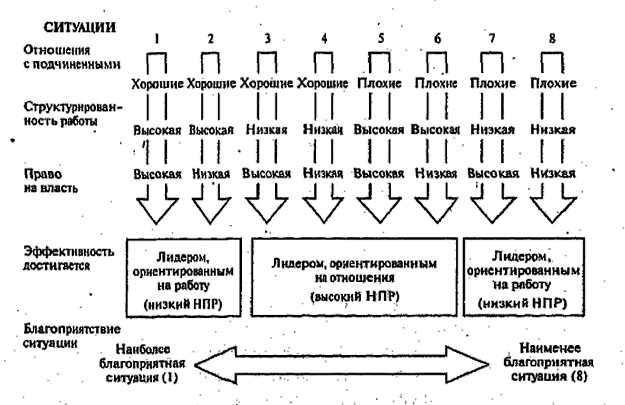 СИТУАЦИИ
1 2 3 4 5 6 7 8
Отношения
с подчиненными
Хорошие Хорошие Хорошие Хорошие Плохие Плохие Плохие Плохие
Структурирован-
ность работы
Высокая Высокая Низкая Низкая Высокая Высокая Низкая Низкая
Право
на власть
Высокая Низкая Высокая Низкая Высокая Низкая Высокая Низкая
Эффективность
достигается
Лидером,
ориентированным
на работу
(низкий НПР)
Лидером, ориентированным
на отношения
(высокий НПР)
Лидером,
ориентированным
на работу
(низкий НПР)
Благоприятствие
ситуации
Наиболее
благоприятная
ситуация (1)
Наименее
благоприятная
ситуация (8)